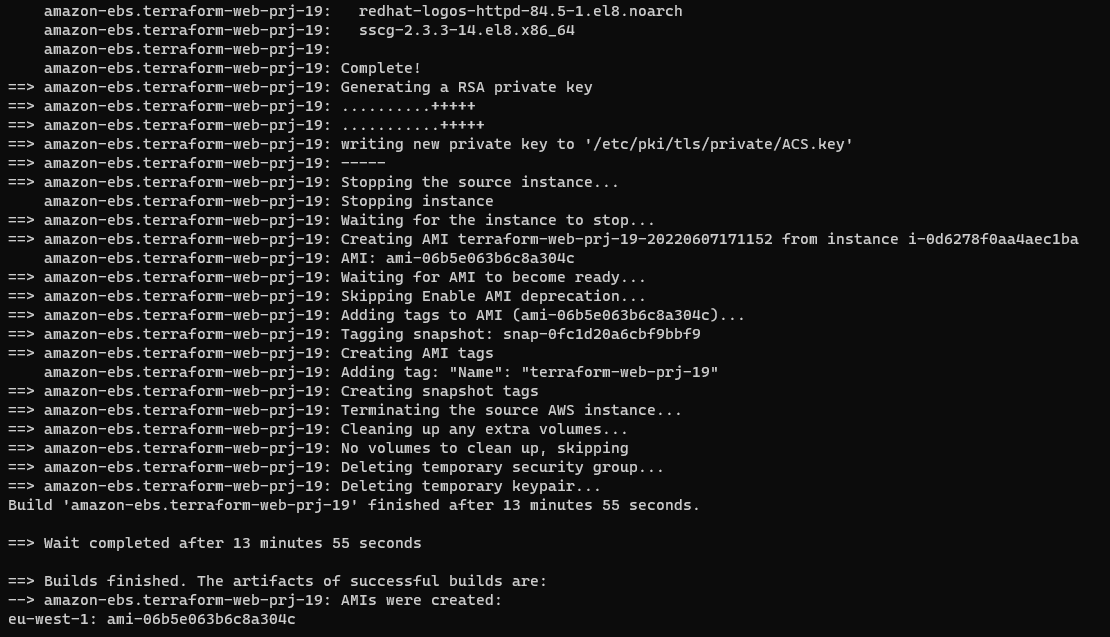 amazon-ebs.terraform-web-prj-19:   redhat-logos-httpd-84.5-1.el8.noarch
amazon-ebs.terraform-web-prj-19:   sscg-2.3.3-14.el8.x86_64
amazon-ebs.terraform-web-prj-19:
amazon-ebs.terraform-web-prj-19: Complete!
==> amazon-ebs.terraform-web-prj-19: Generating a RSA private key
==> amazon-ebs.terraform-web-prj-19: ..........+++++
==> amazon-ebs.terraform-web-prj-19: ...........+++++
==> amazon-ebs.terraform-web-prj-19: writing new private key to '/etc/pki/tls/private/ACS.key'
==> amazon-ebs.terraform-web-prj-19: -----
==> amazon-ebs.terraform-web-prj-19: Stopping the source instance...
    amazon-ebs.terraform-web-prj-19: Stopping instance
==> amazon-ebs.terraform-web-prj-19: Waiting for the instance to stop...
==> amazon-ebs.terraform-web-prj-19: Creating AMI terraform-web-prj-19-20220607171152 from instance i-0d6278f0aa4aec1ba
    amazon-ebs.terraform-web-prj-19: AMI: ami-06b5e063b6c8a304c
==> amazon-ebs.terraform-web-prj-19: Waiting for AMI to become ready...
==> amazon-ebs.terraform-web-prj-19: Skipping Enable AMI deprecation...
==> amazon-ebs.terraform-web-prj-19: Adding tags to AMI (ami-06b5e063b6c8a304c)...
==> amazon-ebs.terraform-web-prj-19: Tagging snapshot: snap-0fc1d20a6cbf9bbf9
==> amazon-ebs.terraform-web-prj-19: Creating AMI tags
    amazon-ebs.terraform-web-prj-19: Adding tag: "Name": "terraform-web-prj-19"
==> amazon-ebs.terraform-web-prj-19: Creating snapshot tags
==> amazon-ebs.terraform-web-prj-19: Terminating the source AWS instance...
==> amazon-ebs.terraform-web-prj-19: Cleaning up any extra volumes...
==> amazon-ebs.terraform-web-prj-19: No volumes to clean up, skipping
==> amazon-ebs.terraform-web-prj-19: Deleting temporary security group...
==> amazon-ebs.terraform-web-prj-19: Deleting temporary keypair...
Build 'amazon-ebs.terraform-web-prj-19' finished after 13 minutes 55 seconds.

==> Wait completed after 13 minutes 55 seconds

==> Builds finished. The artifacts of successful builds are:
--> amazon-ebs.terraform-web-prj-19: AMIs were created:
eu-west-1: ami-06b5e063b6c8a304c